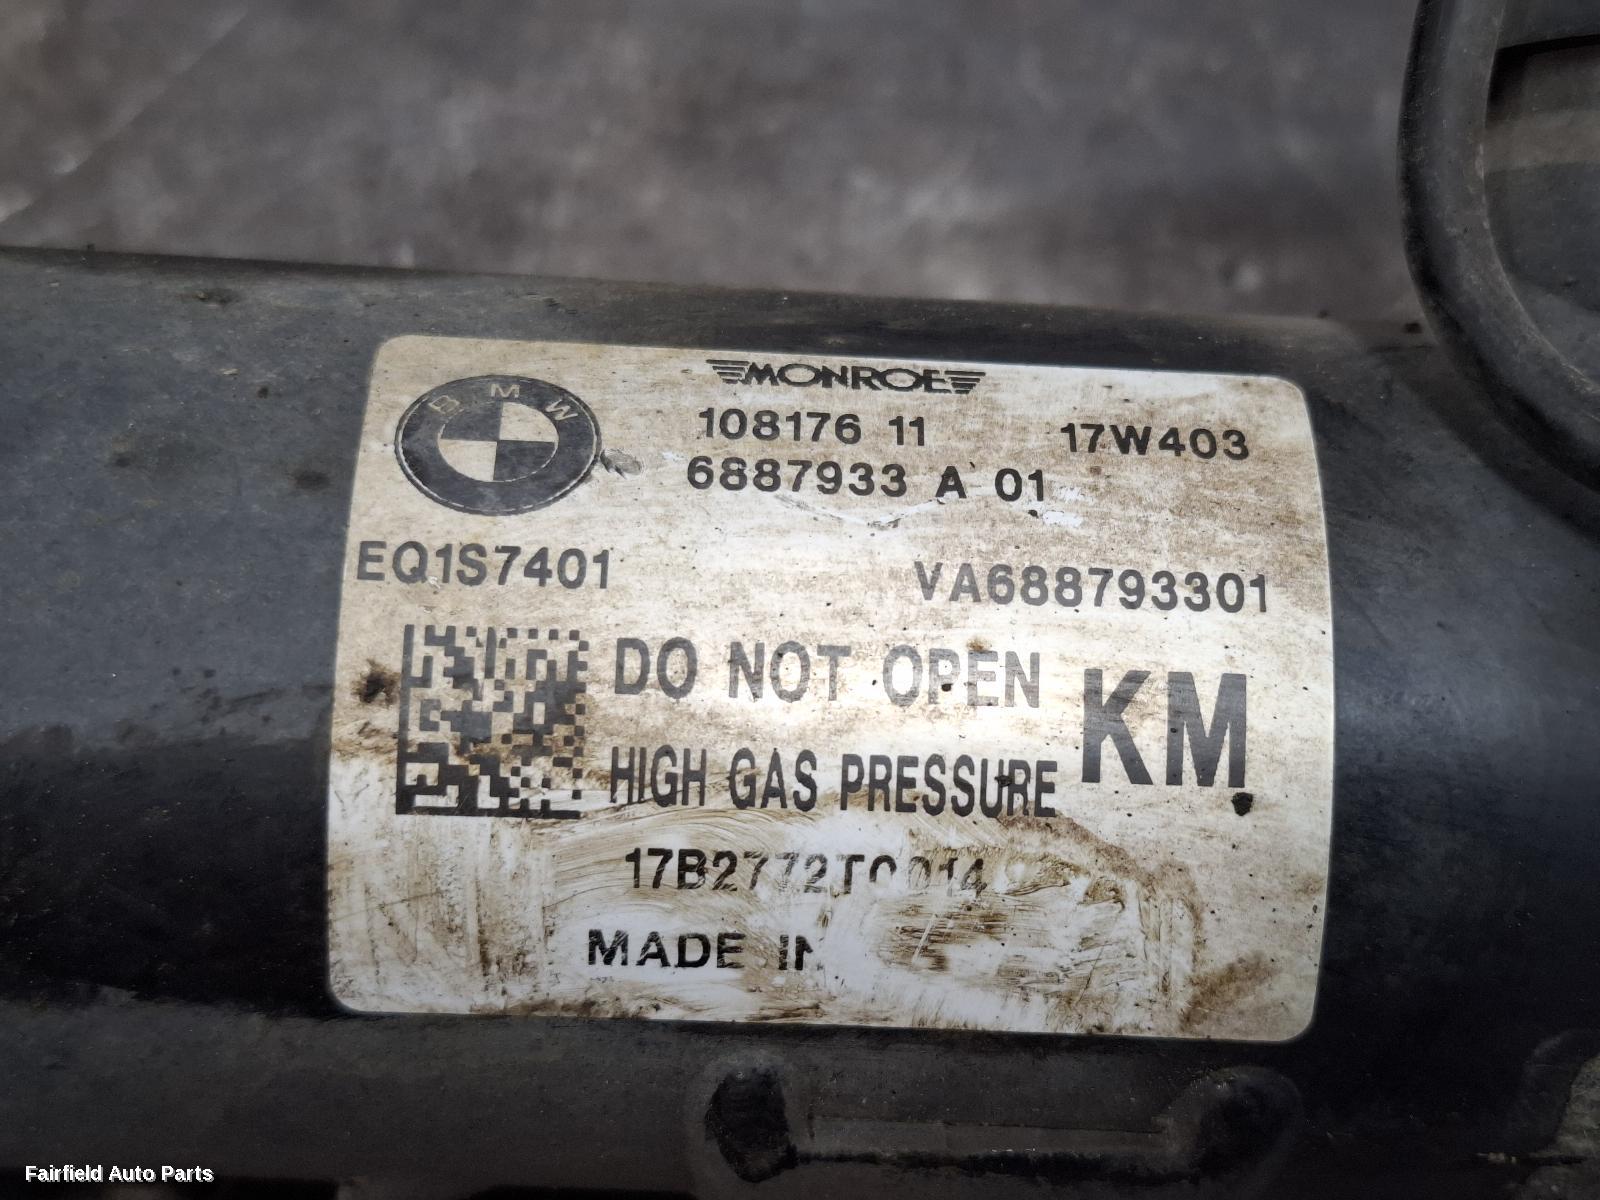 BMW
MONROE
108176 11 17W403
6887933 A 01
EQ1S7401 VA688793301
DO NOT OPEN
HIGH GAS PRESSURE
KM
MADE IN
Fairfield Auto Parts